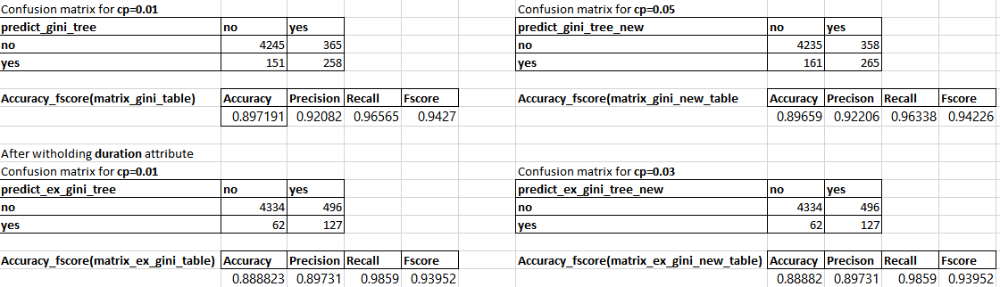 Confusion matrix for cp=0.01
predict_gini_tree no yes
no 4245 365
yes 151 258
Accuracy_fscore(matrix_gini_table) Accuracy Precision Recall Fscore
0.897191 0.92082 0.96565 0.9427
Confusion matrix for cp=0.05
predict_gini_tree_new no yes
no 4235 358
yes 161 265
Accuracy_fscore(matrix_gini_new_table Accuracy Precison Recall Fscore
0.89659 0.92206 0.96338 0.94226
After witholding duration attribute
Confusion matrix for cp=0.01
predict_ex_gini_tree no yes
no 4334 496
yes 62 127
Accuracy_fscore(matrix_ex_gini_table) Accuracy Precision Recall Fscore
0.888823 0.89731 0.9859 0.93952
Confusion matrix for cp=0.03
predict_ex_gini_tree_new no yes
no 4334 496
yes 62 127
Accuracy_fscore(matrix_ex_gini_new_table) Accuracy Precison Recall Fscore
0.88882 0.89731 0.9859 0.93952